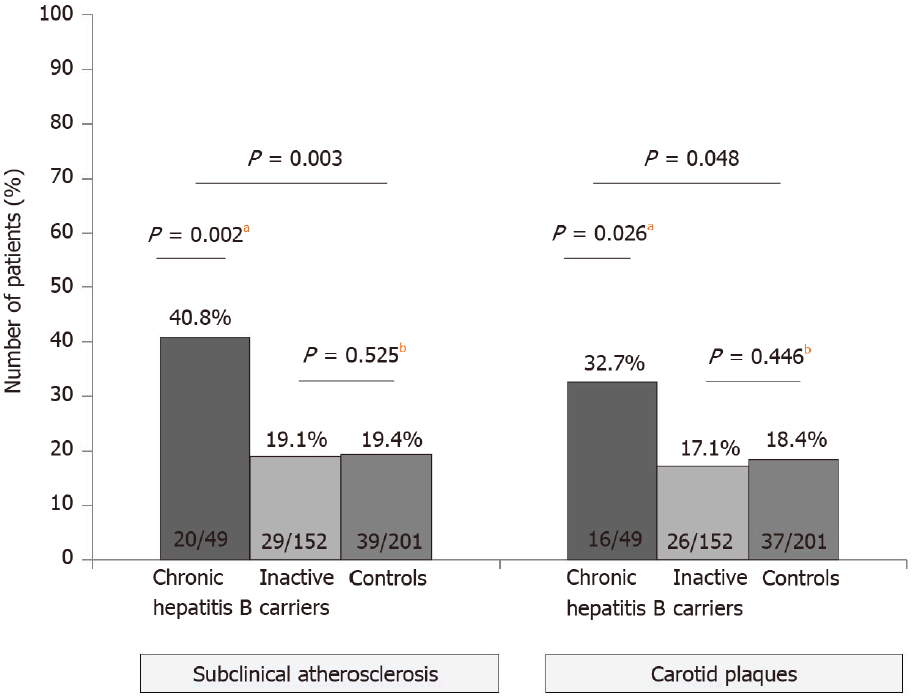 100
90
80
70
60
50
40
30
20
10
0
Number of patients (%)
P = 0.003
P = 0.002a
40.8%
P = 0.525b
19.1%
19.4%
20/49
29/152
39/201
Chronic Inactive Controls
hepatitis B carriers
Subclinical atherosclerosis
P = 0.048
P = 0.026a
32.7%
P = 0.446b
17.1%
18.4%
16/49
26/152
37/201
Chronic Inactive Controls
hepatitis B carriers
Carotid plaques